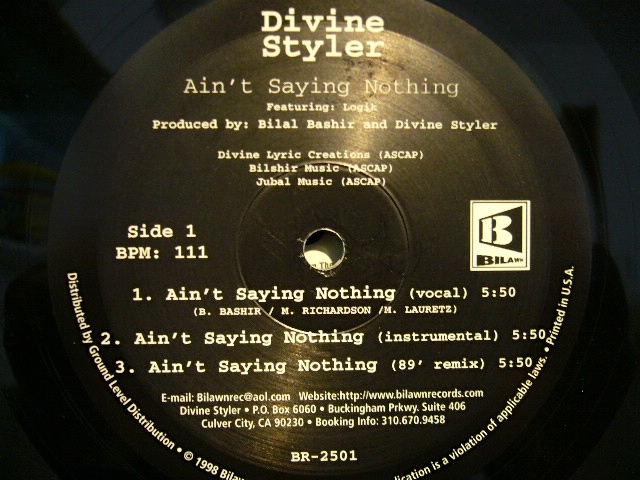 Divine
Styler
Ain't Saying Nothing
Featuring: Logik
Produced by: Bilal Bashir and Divine Styler
Divine Lyric Creations (ASCAP)
Bilshir Music (ASCAP)
Jubal Music (ASCAP)
Side 1
BPM: 111
B
BILAWN
1. Ain't Saying Nothing (vocal) 5:50
(B. BASHIR / M. RICHARDSON /M. LAURETZ)
2. Ain't Saying Nothing (instrumental) 5:50
3. Ain't Saying Nothing (89' remix) 5:50
E-mail: Bilawnrec@aol.com Website:http://www.bilawnrecords.com
Divine Styler • P.O. Box 6060 • Buckingham Prkwy. Suite 406
Culver City, CA 90230 • Booking Info: 310.670.9458
BR-2501
Distributed by Ground Level Distribution • © 1998 Bilawn
is a violation of applicable laws. • Printed in U.S.A.